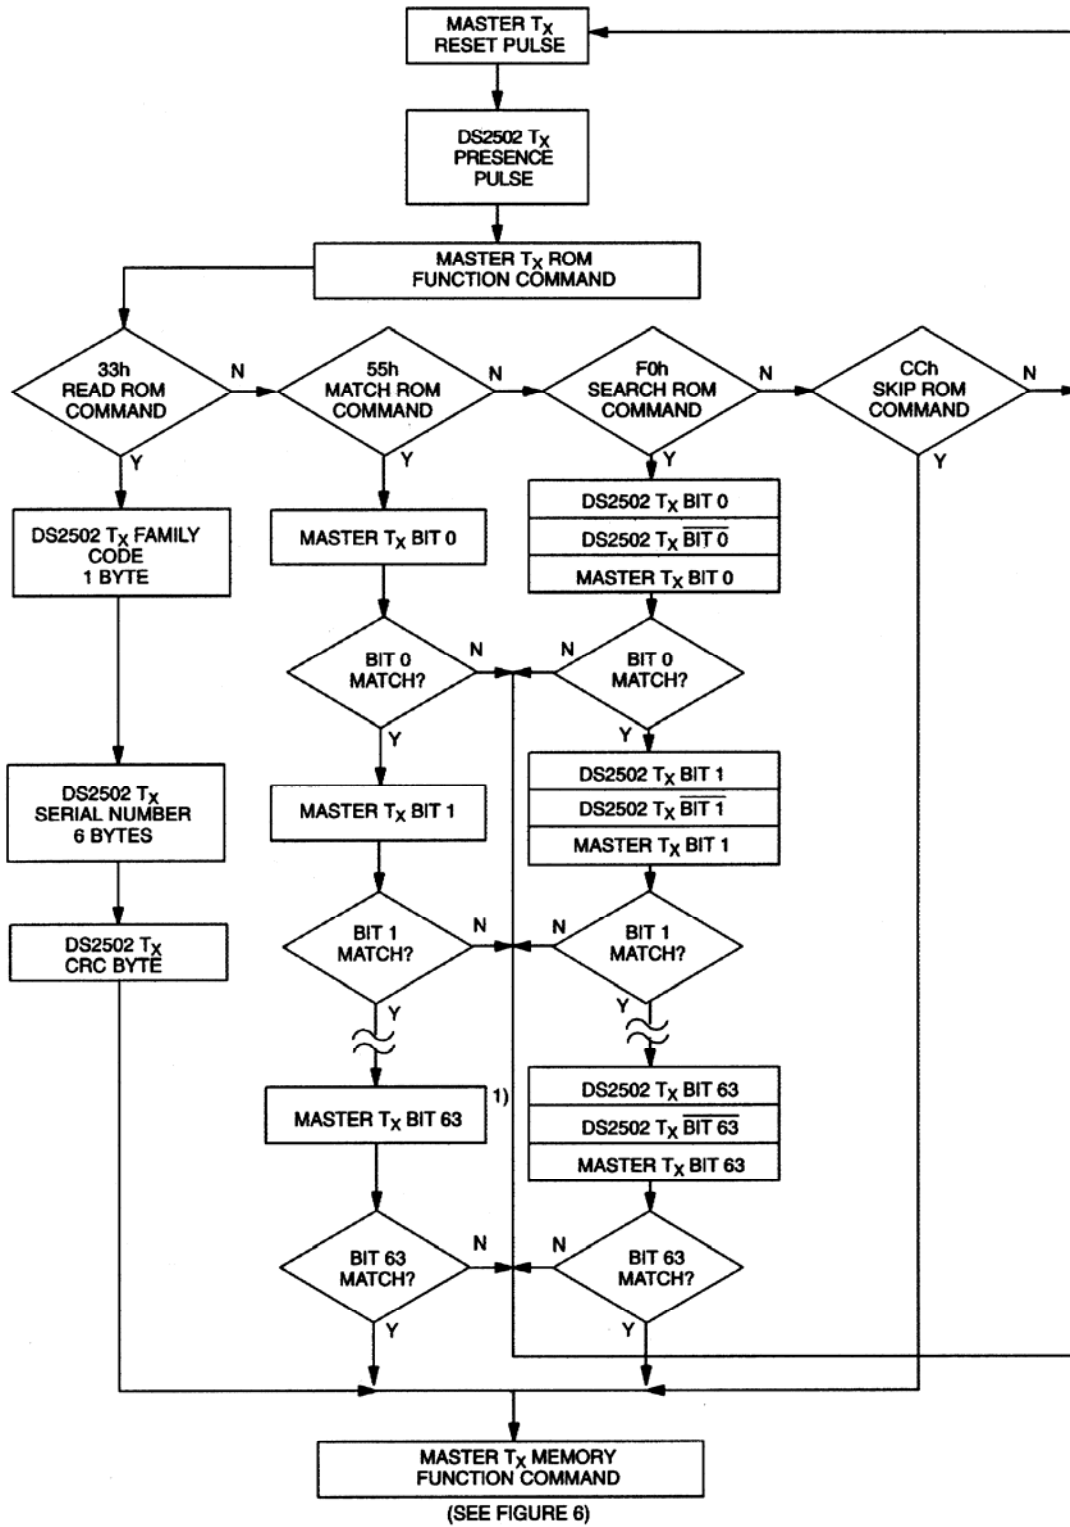 MASTER TX
RESET PULSE
DS2502 TX
PRESENCE
PULSE
MASTER TX ROM
FUNCTION COMMAND
33h
READ ROM
COMMAND
N
Y
55h
MATCH ROM
COMMAND
N
Y
F0h
SEARCH ROM
COMMAND
N
Y
CCh
SKIP ROM
COMMAND
N
Y
DS2502 TX FAMILY
CODE
1 BYTE
DS2502 TX
SERIAL NUMBER
6 BYTES
DS2502 TX
CRC BYTE
MASTER TX BIT 0
BIT 0
MATCH?
N
Y
MASTER TX BIT 1
BIT 1
MATCH?
N
Y
MASTER TX BIT 63
1)
BIT 63
MATCH?
N
Y
DS2502 TX BIT 0
DS2502 TX BIT 0
MASTER TX BIT 0
BIT 0
MATCH?
N
Y
DS2502 TX BIT 1
DS2502 TX BIT 1
MASTER TX BIT 1
BIT 1
MATCH?
N
Y
DS2502 TX BIT 63
DS2502 TX BIT 63
MASTER TX BIT 63
BIT 63
MATCH?
N
Y
MASTER TX MEMORY
FUNCTION COMMAND
(SEE FIGURE 6)